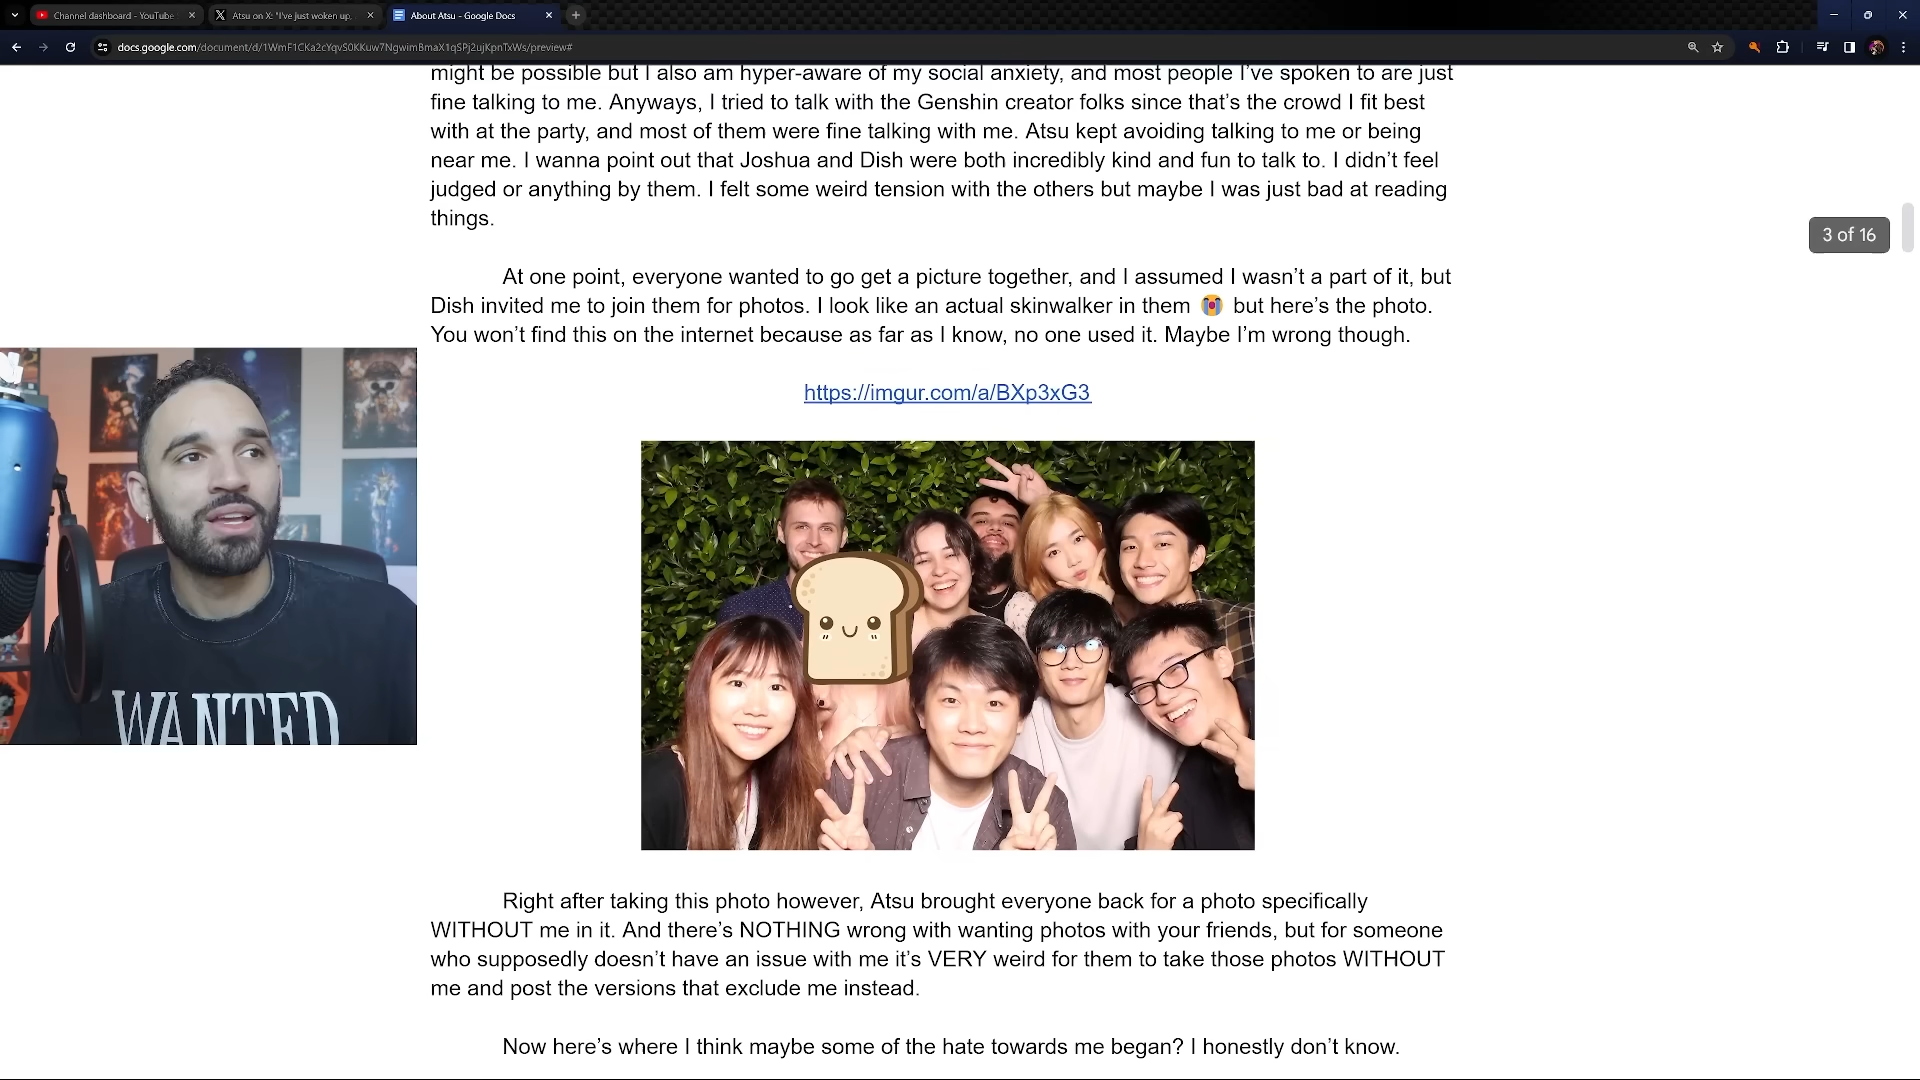 Channel dashboard - YouTube
Atsu on X: "I've just woken up,
About Atsu - Google Docs
docs.google.com/document/d/1WmF1CKa2cYqvS0KKuw7NgwimBmaX1qSPj2ujKpnTxWs/preview#
might be possible but I also am hyper-aware of my social anxiety, and most people I've spoken to are just
fine talking to me. Anyways, I tried to talk with the Genshin creator folks since that's the crowd I fit best
with at the party, and most of them were fine talking with me. Atsu kept avoiding talking to me or being
near me. I wanna point out that Joshua and Dish were both incredibly kind and fun to talk to. I didn't feel
judged or anything by them. I felt some weird tension with the others but maybe I was just bad at reading
things.
3 of 16
At one point, everyone wanted to go get a picture together, and I assumed I wasn't a part of it, but
Dish invited me to join them for photos. I look like an actual skinwalker in them 😭 but here's the photo.
You won't find this on the internet because as far as I know, no one used it. Maybe I'm wrong though.
https://imgur.com/a/BXp3xG3
WANTED
Right after taking this photo however, Atsu brought everyone back for a photo specifically
WITHOUT me in it. And there's NOTHING wrong with wanting photos with your friends, but for someone
who supposedly doesn't have an issue with me it's VERY weird for them to take those photos WITHOUT
me and post the versions that exclude me instead.
Now here's where I think maybe some of the hate towards me began? I honestly don't know.